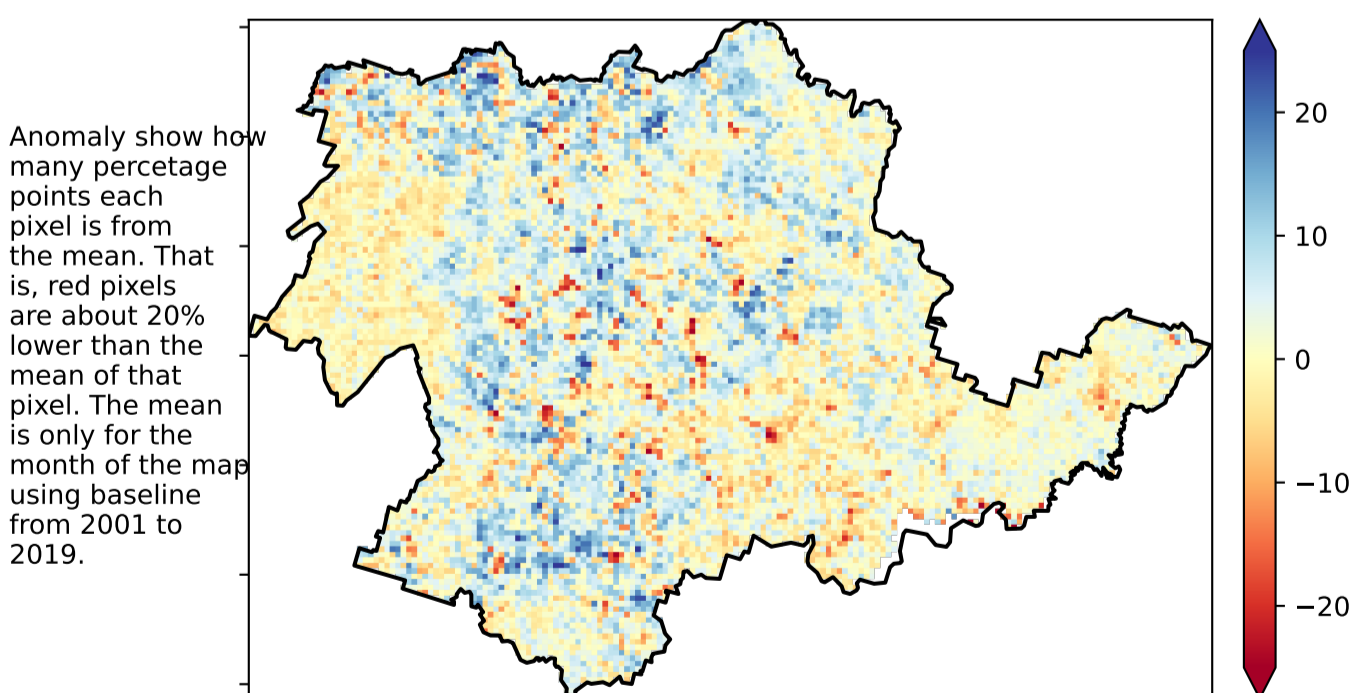 Anomaly show how
many percetage
points each
pixel is from
the mean. That
is, red pixels
are about 20%
lower than the
mean of that
pixel. The mean
is only for the
month of the map
using baseline
from 2001 to
2019.
20
10
0
−10
−20